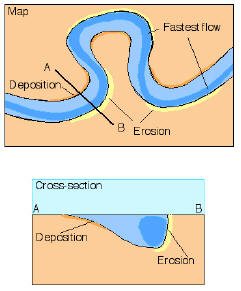 Map
Fastest flow
A
Deposition
B
Erosion
Cross-section
A
B
Deposition
Erosion